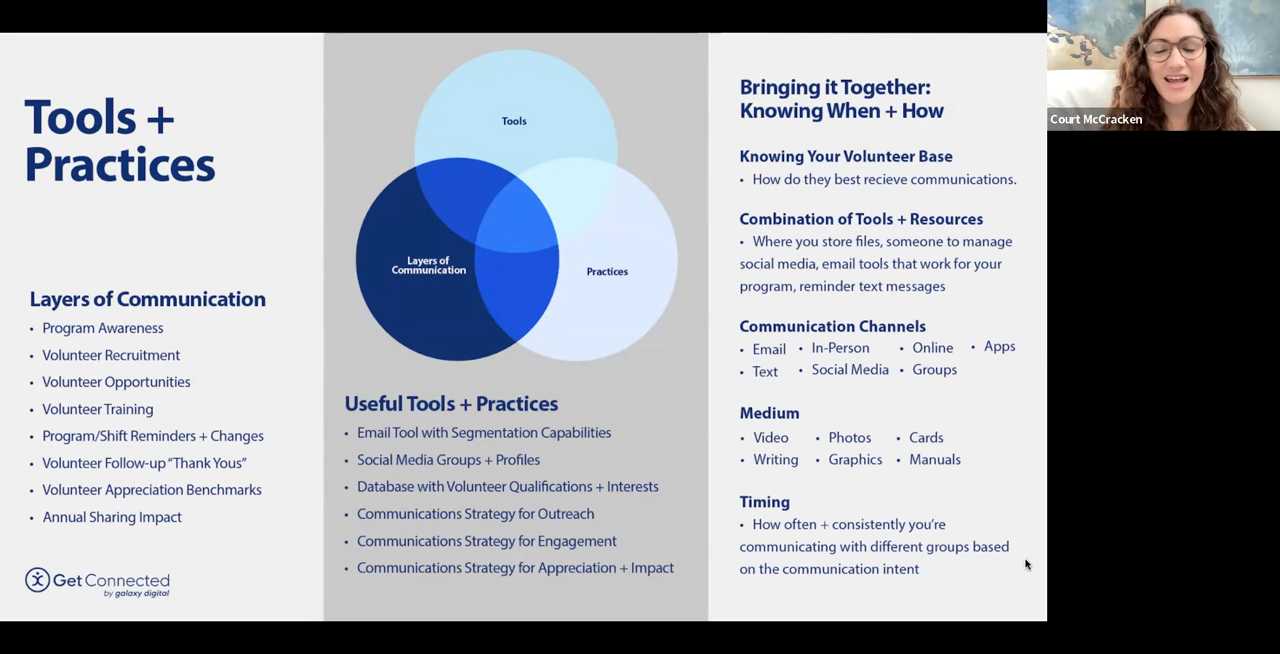 Tools +
Practices
Layers of Communication
• Program Awareness
• Volunteer Recruitment
• Volunteer Opportunities
• Volunteer Training
• Program/Shift Reminders + Changes
• Volunteer Follow-up “Thank Yous”
• Volunteer Appreciation Benchmarks
• Annual Sharing Impact
Get Connected
by galaxy digital
Tools
Layers of
Communication
Practices
Useful Tools + Practices
• Email Tool with Segmentation Capabilities
• Social Media Groups + Profiles
• Database with Volunteer Qualifications + Interests
• Communications Strategy for Outreach
• Communications Strategy for Engagement
• Communications Strategy for Appreciation + Impact
Bringing it Together:
Knowing When + How
Knowing Your Volunteer Base
• How do they best recieve communications.
Combination of Tools + Resources
• Where you store files, someone to manage
social media, email tools that work for your
program, reminder text messages
Communication Channels
• Email • In-Person • Online • Apps
• Text • Social Media • Groups
Medium
• Video • Photos • Cards
• Writing • Graphics • Manuals
Timing
• How often + consistently you’re
communicating with different groups based
on the communication intent
Court McCracken